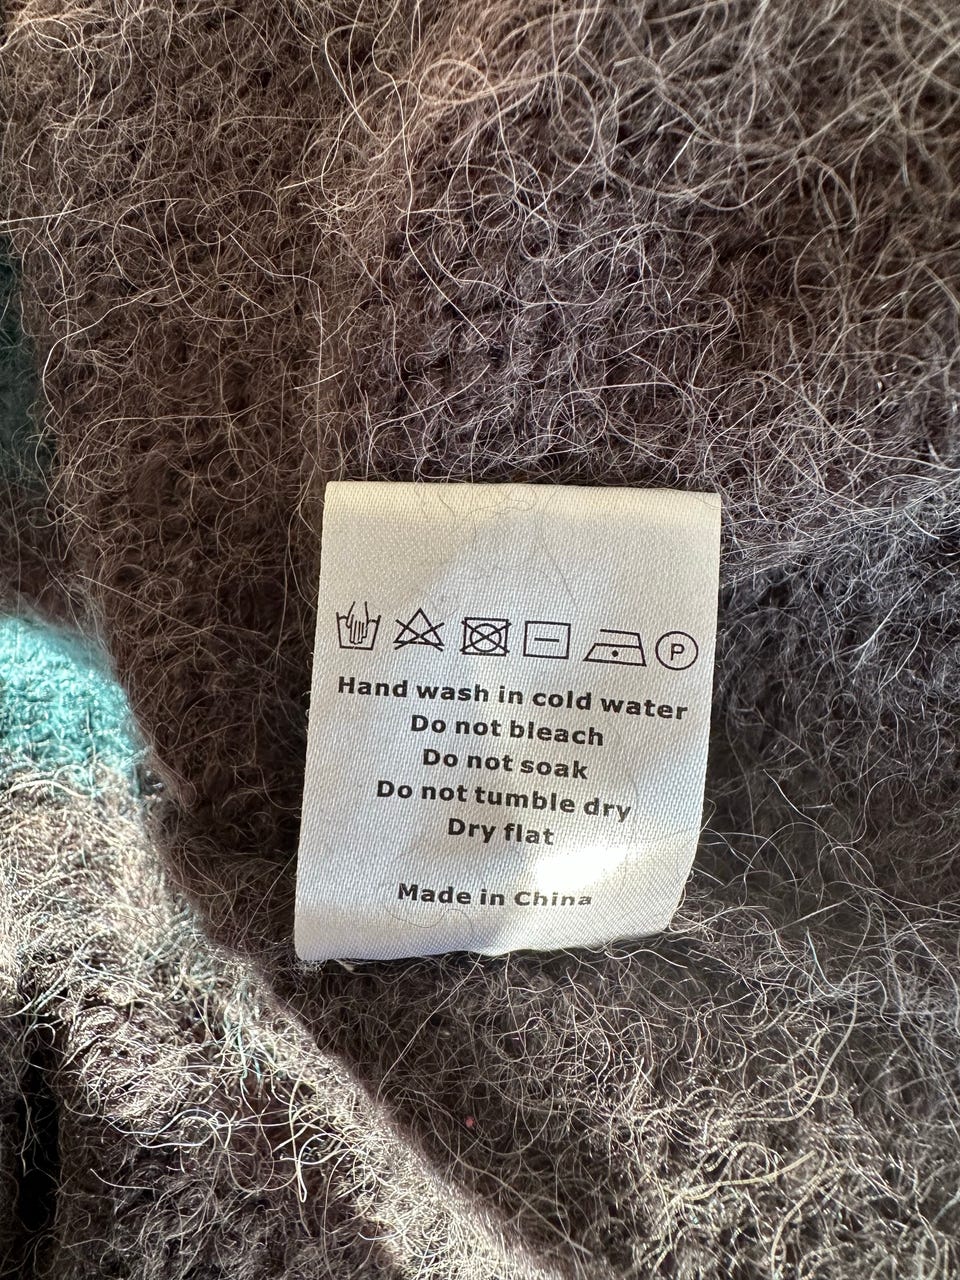 P
Hand wash in cold water
Do not bleach
Do not soak
Do not tumble dry
Dry flat
Made in China